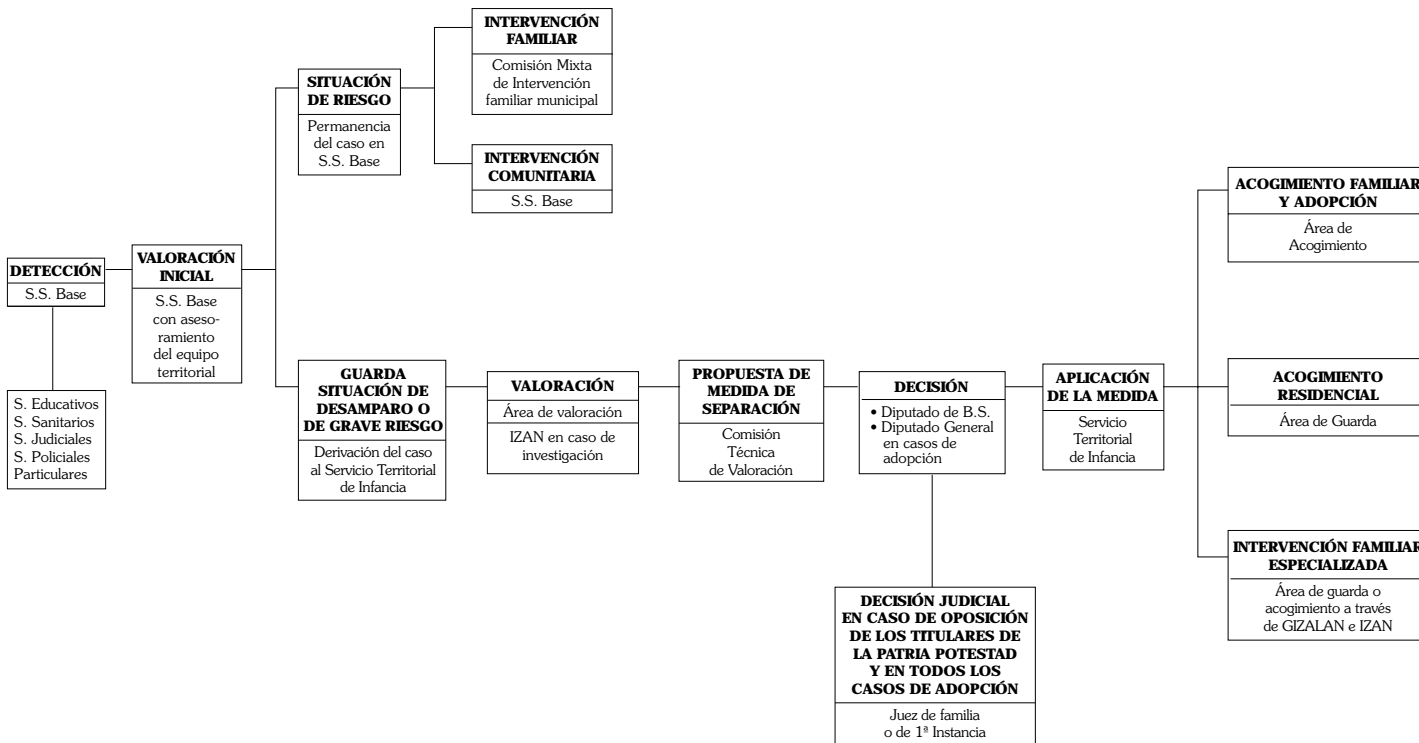 INTERVENCIÓN
FAMILIAR
Comisión Mixta
de Intervención
familiar municipal
SITUACIÓN
DE RIESGO
Permanencia
del caso en
S.S. Base
INTERVENCIÓN
COMUNITARIA
S.S. Base
DETECCIÓN
S.S. Base
S. Educativos
S. Sanitarios
S. Judiciales
S. Policiales
Particulares
VALORACIÓN
INICIAL
S.S. Base
con aseso-
ramiento
del equipo
territorial
GUARDA
SITUACIÓN DE
DESAMPARO O
DE GRAVE RIESGO
Derivación del caso
al Servicio Territorial
de Infancia
VALORACIÓN
Área de valoración
IZAN en caso de
investigación
PROPUESTA DE
MEDIDA DE
SEPARACIÓN
Comisión
Técnica
de Valoración
DECISIÓN
• Diputado de B.S.
• Diputado General
en casos de
adopción
DECISIÓN JUDICIAL
EN CASO DE OPOSICIÓN
DE LOS TITULARES DE
LA PATRIA POTESTAD
Y EN TODOS LOS
CASOS DE ADOPCIÓN
Juez de familia
o de 1ª Instancia
APLICACIÓN
DE LA MEDIDA
Servicio
Territorial
de Infancia
ACOGIMIENTO FAMILIAR
Y ADOPCIÓN
Área de
Acogimiento
ACOGIMIENTO
RESIDENCIAL
Área de Guarda
INTERVENCIÓN FAMILIAR
ESPECIALIZADA
Área de guarda o
acogimiento a través
de GIZALAN e IZAN